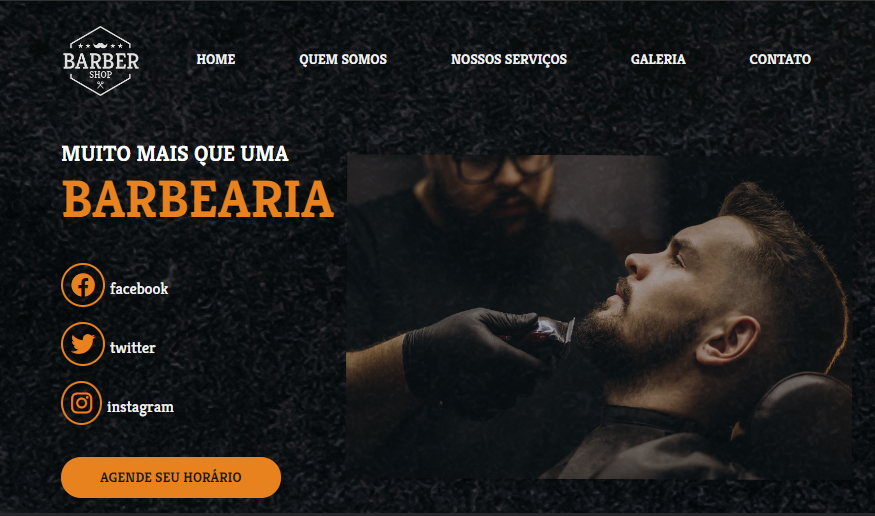 BARBER
SHOP
HOME
QUEM SOMOS
NOSSOS SERVIÇOS
GALERIA
CONTATO
MUITO MAIS QUE UMA
BARBEARIA
facebook
twitter
instagram
AGENDE SEU HORÁRIO